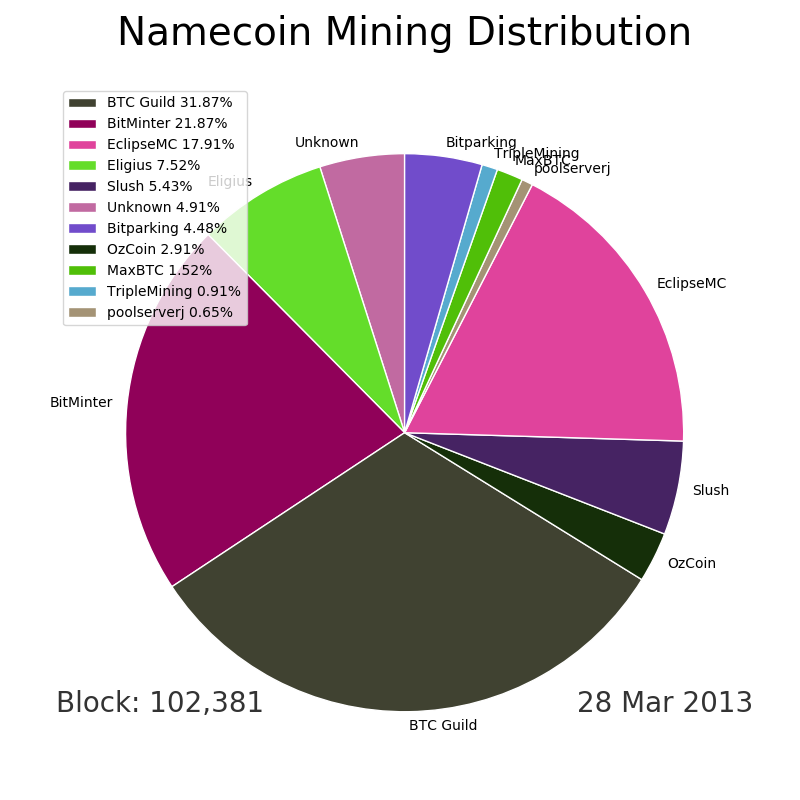 Namecoin Mining Distribution
BTC Guild 31.87%
BitMinter 21.87%
EclipseMC 17.91%
Eligius 7.52%
Slush 5.43%
Unknown 4.91%
Bitparking 4.48%
OzCoin 2.91%
MaxBTC 1.52%
TripleMining 0.91%
poolserverj 0.65%
Unknown
Bitparking
TripleMining
MaxBTC
poolserverj
Eligius
EclipseMC
BitMinter
Slush
OzCoin
BTC Guild
Block: 102,381
28 Mar 2013